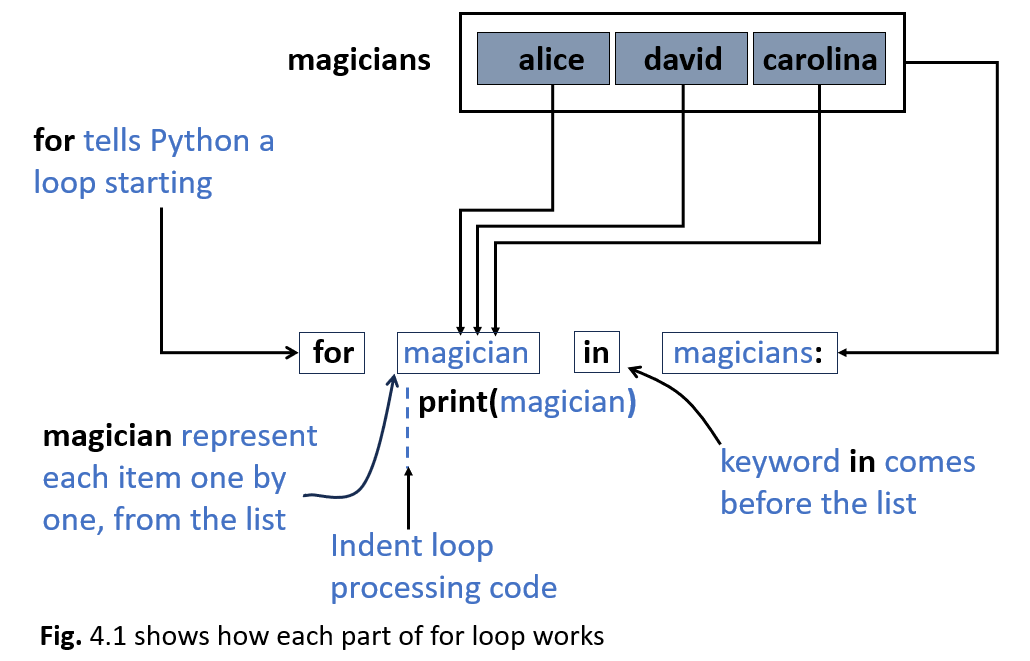 magicians alice david carolina
for tells Python a
loop starting
for magician in magicians:
print(magician)
magician represent
each item one by
one, from the list
keyword in comes
before the list
Indent loop
processing code
Fig. 4.1 shows how each part of for loop works